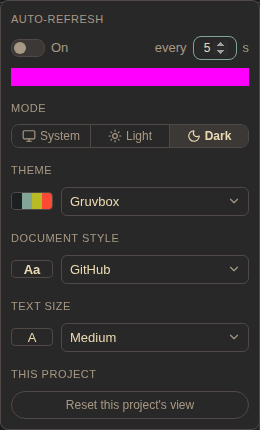 AUTO-REFRESH
On every 5 s
MODE
System Light Dark
THEME
Gruvbox
DOCUMENT STYLE
Aa GitHub
TEXT SIZE
A Medium
THIS PROJECT
Reset this project's view